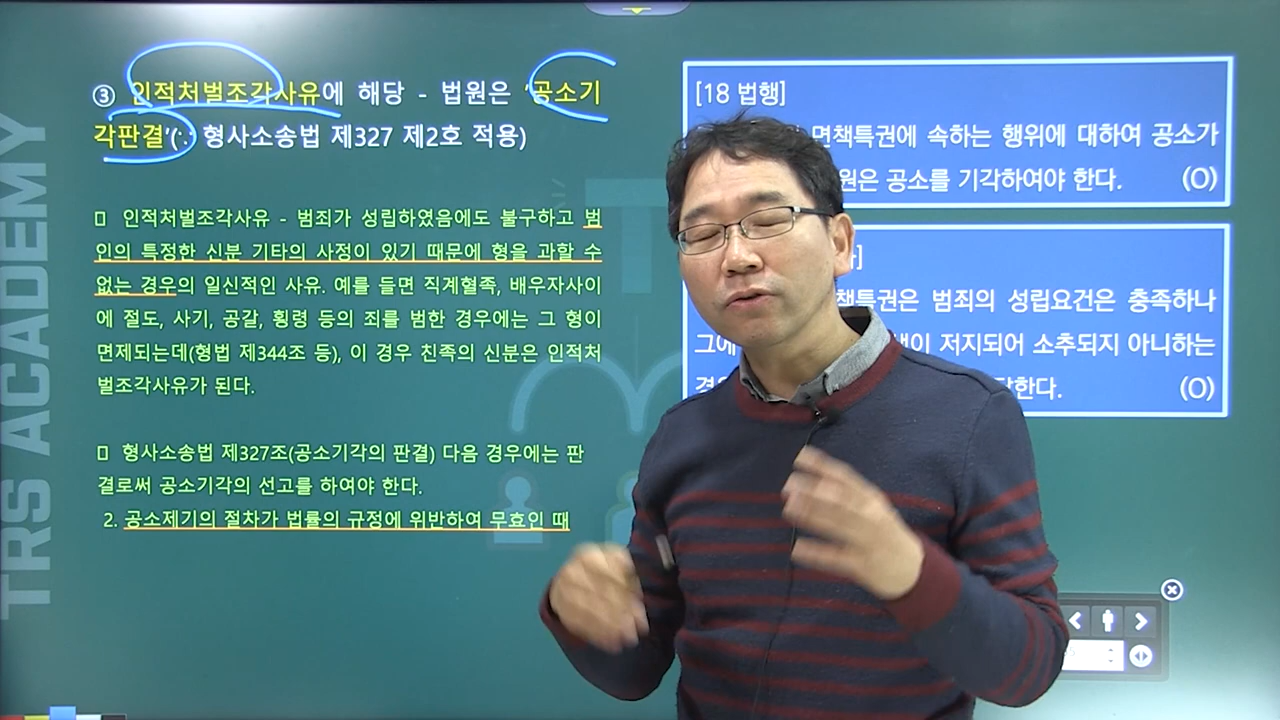 ③ 인적처벌조각사유에 해당 - 법원은 '공소기
각판결'(∵ 형사소송법 제327 제2호 적용)
□ 인적처벌조각사유 - 범죄가 성립하였음에도 불구하고 범
인의 특정한 신분 기타의 사정이 있기 때문에 형을 과할 수
없는 경우의 일신적인 사유. 예를 들면 직계혈족, 배우자사이
에 절도, 사기, 공갈, 횡령 등의 죄를 범한 경우에는 그 형이
면제되는데(형법 제344조 등), 이 경우 친족의 신분은 인적처
벌조각사유가 된다.
□ 형사소송법 제327조(공소기각의 판결) 다음 경우에는 판
결로써 공소기각의 선고를 하여야 한다.
2. 공소제기의 절차가 법률의 규정에 위반하여 무효인 때
[18 법행]
면책특권에 속하는 행위에 대하여 공소가
원은 공소를 기각하여야 한다. (O)
책특권은 범죄의 성립요건은 충족하나
그에 이 저지되어 소추되지 아니하는
한다. (O)
TRS ACADEMY